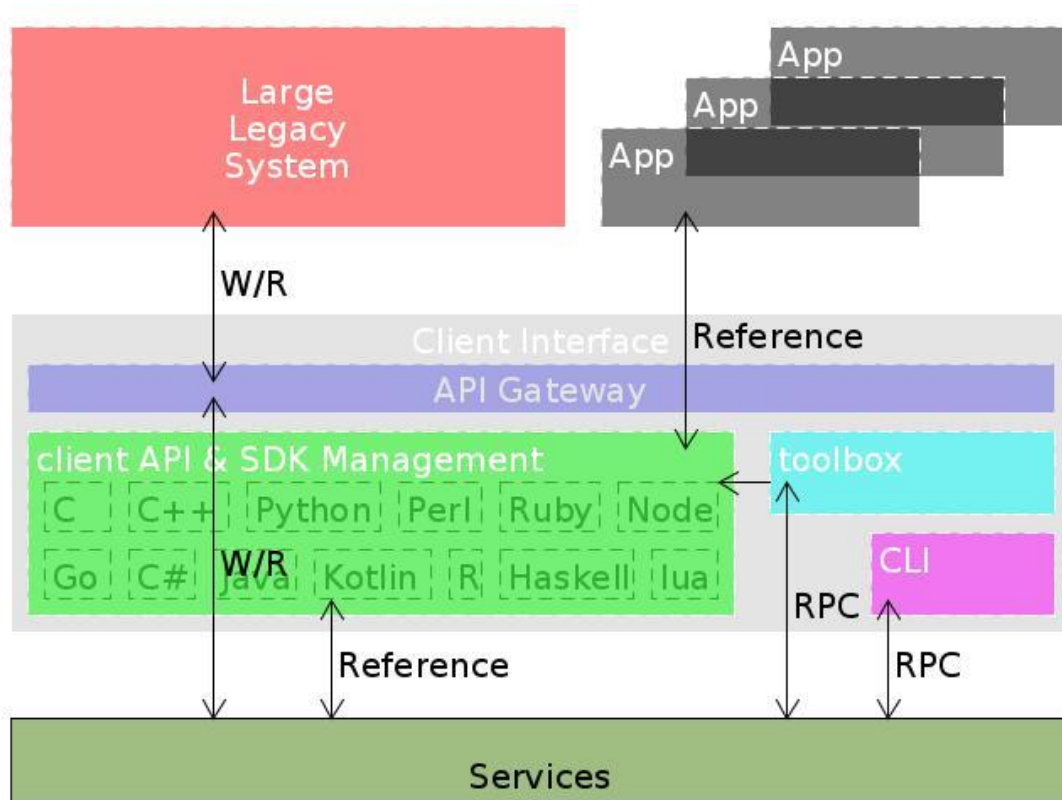 Large
Legacy
System
App
App
App
W/R
Client Interface
Reference
API Gateway
client API & SDK Management
toolbox
C C++ Python Perl Ruby Node
Go C# Java Kotlin R Haskell lua
W/R
CLI
RPC
Reference
RPC
Services